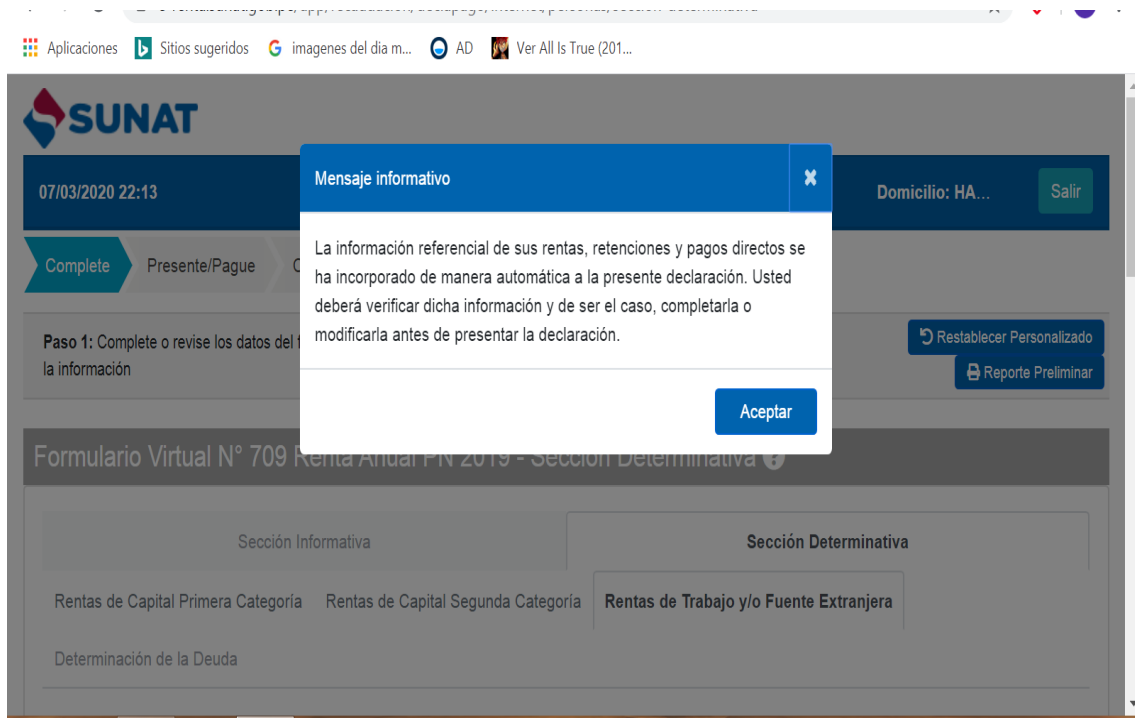 Aplicaciones Sitios sugeridos imagenes del dia m... AD Ver All Is True (201...
SUNAT
07/03/2020 22:13
Mensaje informativo
Domicilio: HA...
Salir
Complete
Presente/Pague
La información referencial de sus rentas, retenciones y pagos directos se
ha incorporado de manera automática a la presente declaración. Usted
deberá verificar dicha información y de ser el caso, completarla o
modificarla antes de presentar la declaración.
Aceptar
Paso 1: Complete o revise los datos del
la información
Restablecer Personalizado
Reporte Preliminar
Formulario Virtual N° 709 Renta Anual PN 2019 - Sección Determinativa
Sección Informativa
Sección Determinativa
Rentas de Capital Primera Categoría Rentas de Capital Segunda Categoría Rentas de Trabajo y/o Fuente Extranjera
Determinación de la Deuda